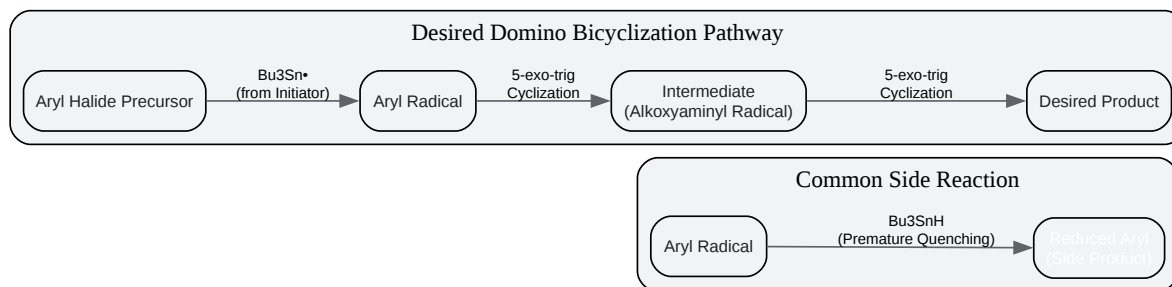 Desired Domino Bicyclization Pathway
Aryl Halide Precursor
Bu3Sn•
(from Initiator)
Aryl Radical
5-exo-trig
Cyclization
Intermediate
(Alkoxyaminyl Radical)
5-exo-trig
Cyclization
Desired Product
Common Side Reaction
Aryl Radical
Bu3SnH
(Premature Quenching)
Reduced Aryl
(Side Product)